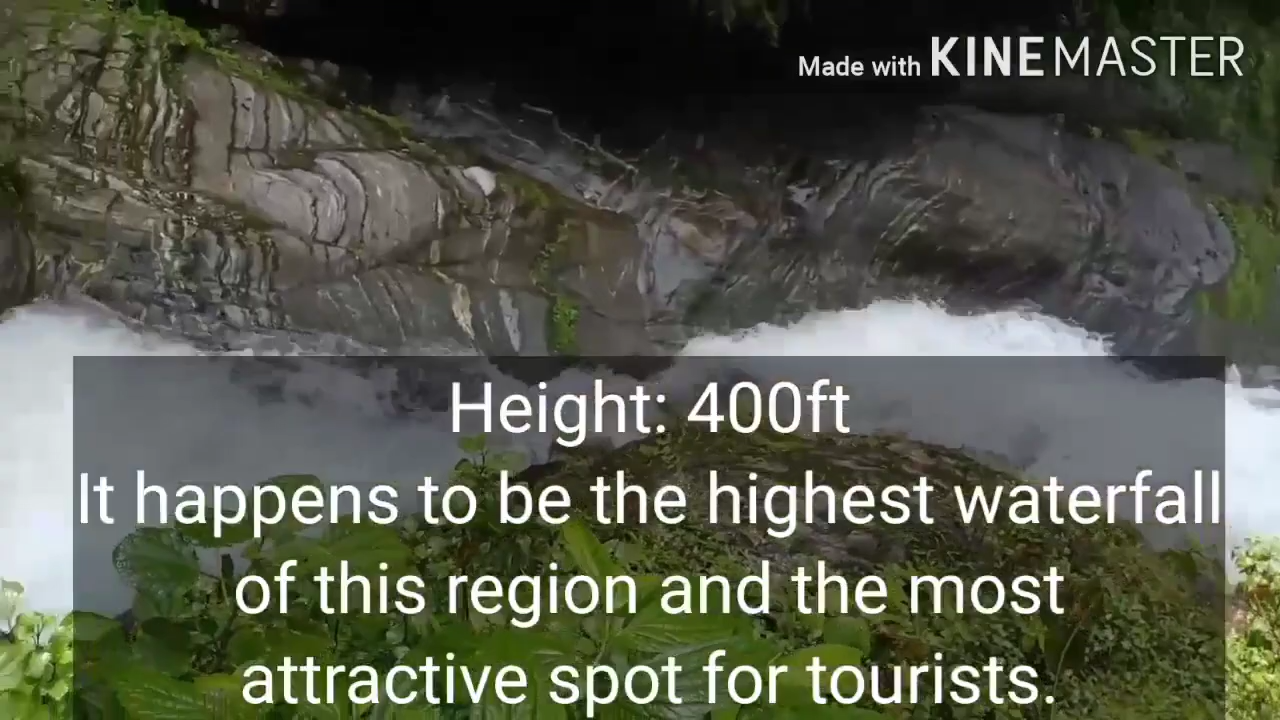 Made with KINEMASTER
Height: 400ft
It happens to be the highest waterfall
of this region and the most
attractive spot for tourists.